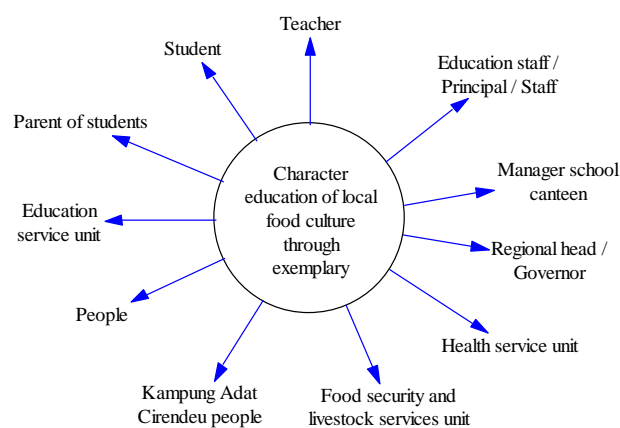 Teacher
Student
Education staff /
Principal / Staff
Parent of students
Manager school
canteen
Character
education of local
food culture
through
exemplary
Education
service unit
Regional head /
Governor
People
Health service unit
Kampung Adat
Cirendeu people
Food security and
livestock services unit